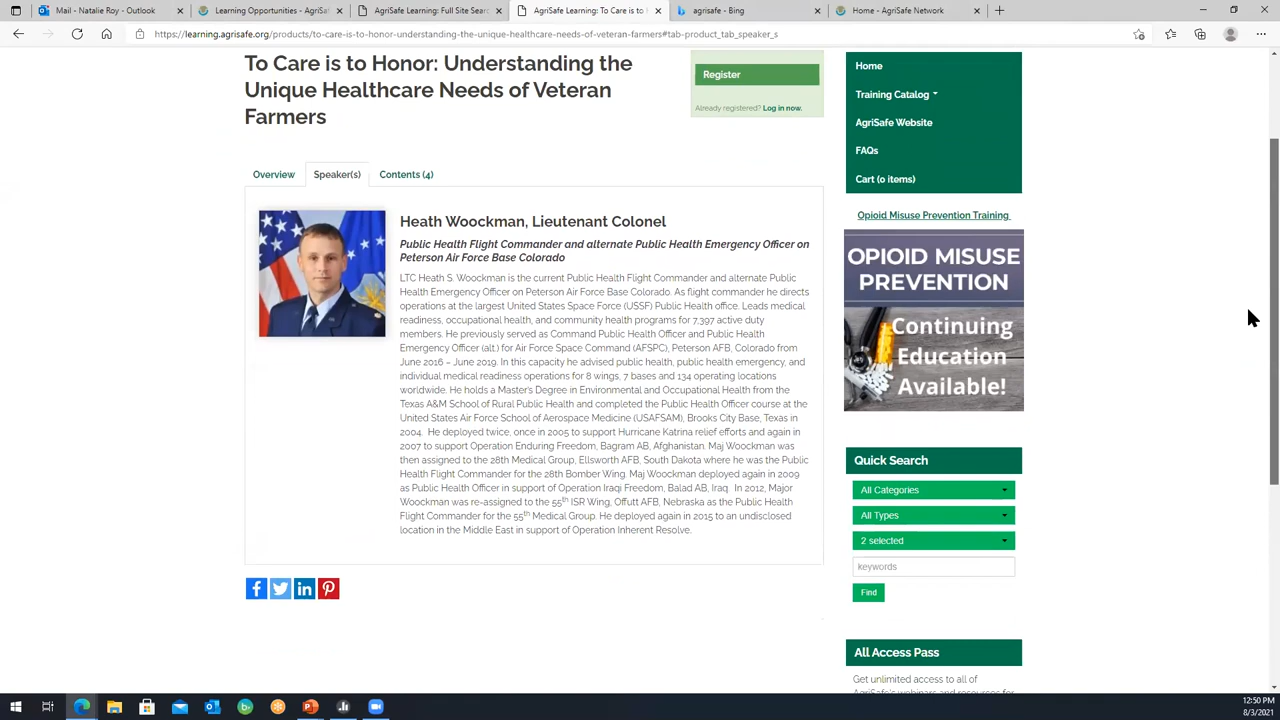 Mail - Natalie Roy - Outlook
Learning Opportunities - AgriSa
AgriSafe Learning: Full Site Searc
AgriSafe Learning: To Care is to
agrisafe - Bing
https://learning.agrisafe.org/products/to-care-is-to-honor-understanding-the-unique-healthcare-needs-of-veteran-farmers#tab-product_tab_speaker_s
To Care is to Honor: Understanding the
Unique Healthcare Needs of Veteran
Farmers
Register
Already registered? Log in now.
Overview
Speaker(s)
Contents (4)
Heath Woockman, Lieutenant Colonel
Public Health Flight Commander and alternate Public Health Emergency Officer on
Peterson Air Force Base Colorado
LTC Heath S. Woockman is the current Public Health Flight Commander and alternate Public
Health Emergency Officer on Peterson Air Force Base Colorado. As flight commander he directs
operations at the largest United States Space Force (USSF) Public Health office. Leads medical
readiness, occupational health, and community health programs for 7,397 active duty
members. He previously served as Command Public Health Officer and Public Health
Emergency Officer (alt.) for Air Force Space Command (AFSPC), Peterson AFB, Colorado from
June 2016 – June 2019. In this capacity he advised public health, public health emergency, and
individual medical readiness operations for 8 wings, 7 bases and 134 operating locations
worldwide. He holds a Master's Degree in Environmental and Occupational Health from the
Texas A&M School of Rural Public Health and completed the Public Health Officer course at the
United States Air Force School of Aerospace Medicine (USAFSAM), Brooks City Base, Texas in
2004. He deployed twice, once in 2005 to support Hurricane Katrina relief efforts and again in
2007 to support Operation Enduring Freedom, Bagram AB, Afghanistan. Maj Woockman was
then assigned to the 28th Medical Group, Ellsworth AFB, South Dakota where he was the Public
Health Flight Commander for the 28th Bomber Wing. Maj Woockman deployed again in 2009
as Public Health Officer in support of Operation Iraqi Freedom, Balad AB, Iraq. In 2012, Major
Woockman was re-assigned to the 55th ISR Wing, Offutt AFB, Nebraska as the Public Health
Flight Commander for the 55th Medical Group. He deployed again in 2015 to an undisclosed
location in the Middle East in support of Operation Inherent Resolve.
Home
Training Catalog
AgriSafe Website
FAQs
Cart (0 items)
Opioid Misuse Prevention Training
OPIOID MISUSE
PREVENTION
Continuing
Education
Available!
Quick Search
All Categories
All Types
2 selected
keywords
Find
All Access Pass
Get unlimited access to all of
AgriSafe's webinars and resources for
12:50 PM
8/3/2021